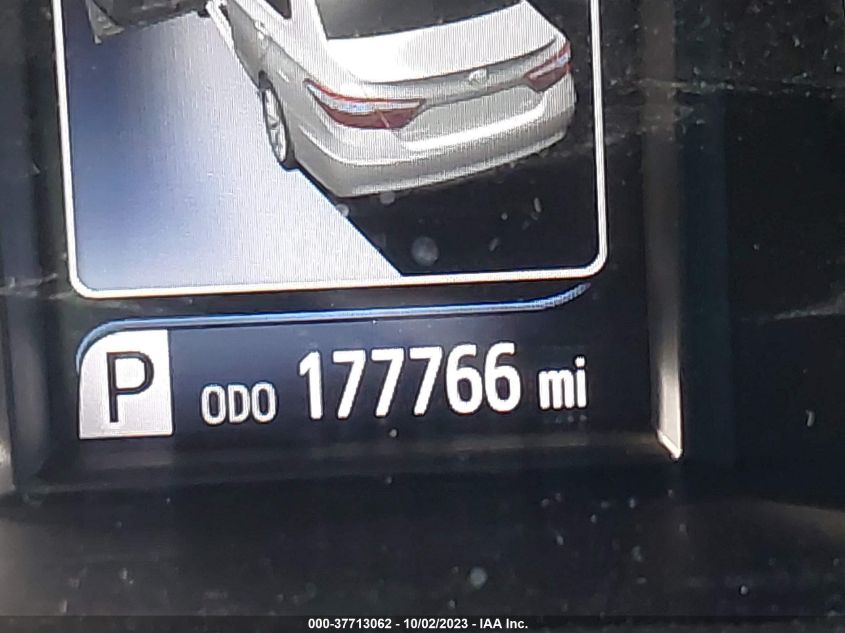 P ODO 177766 mi
000-37713062 - 10/02/2023 - IAA Inc.